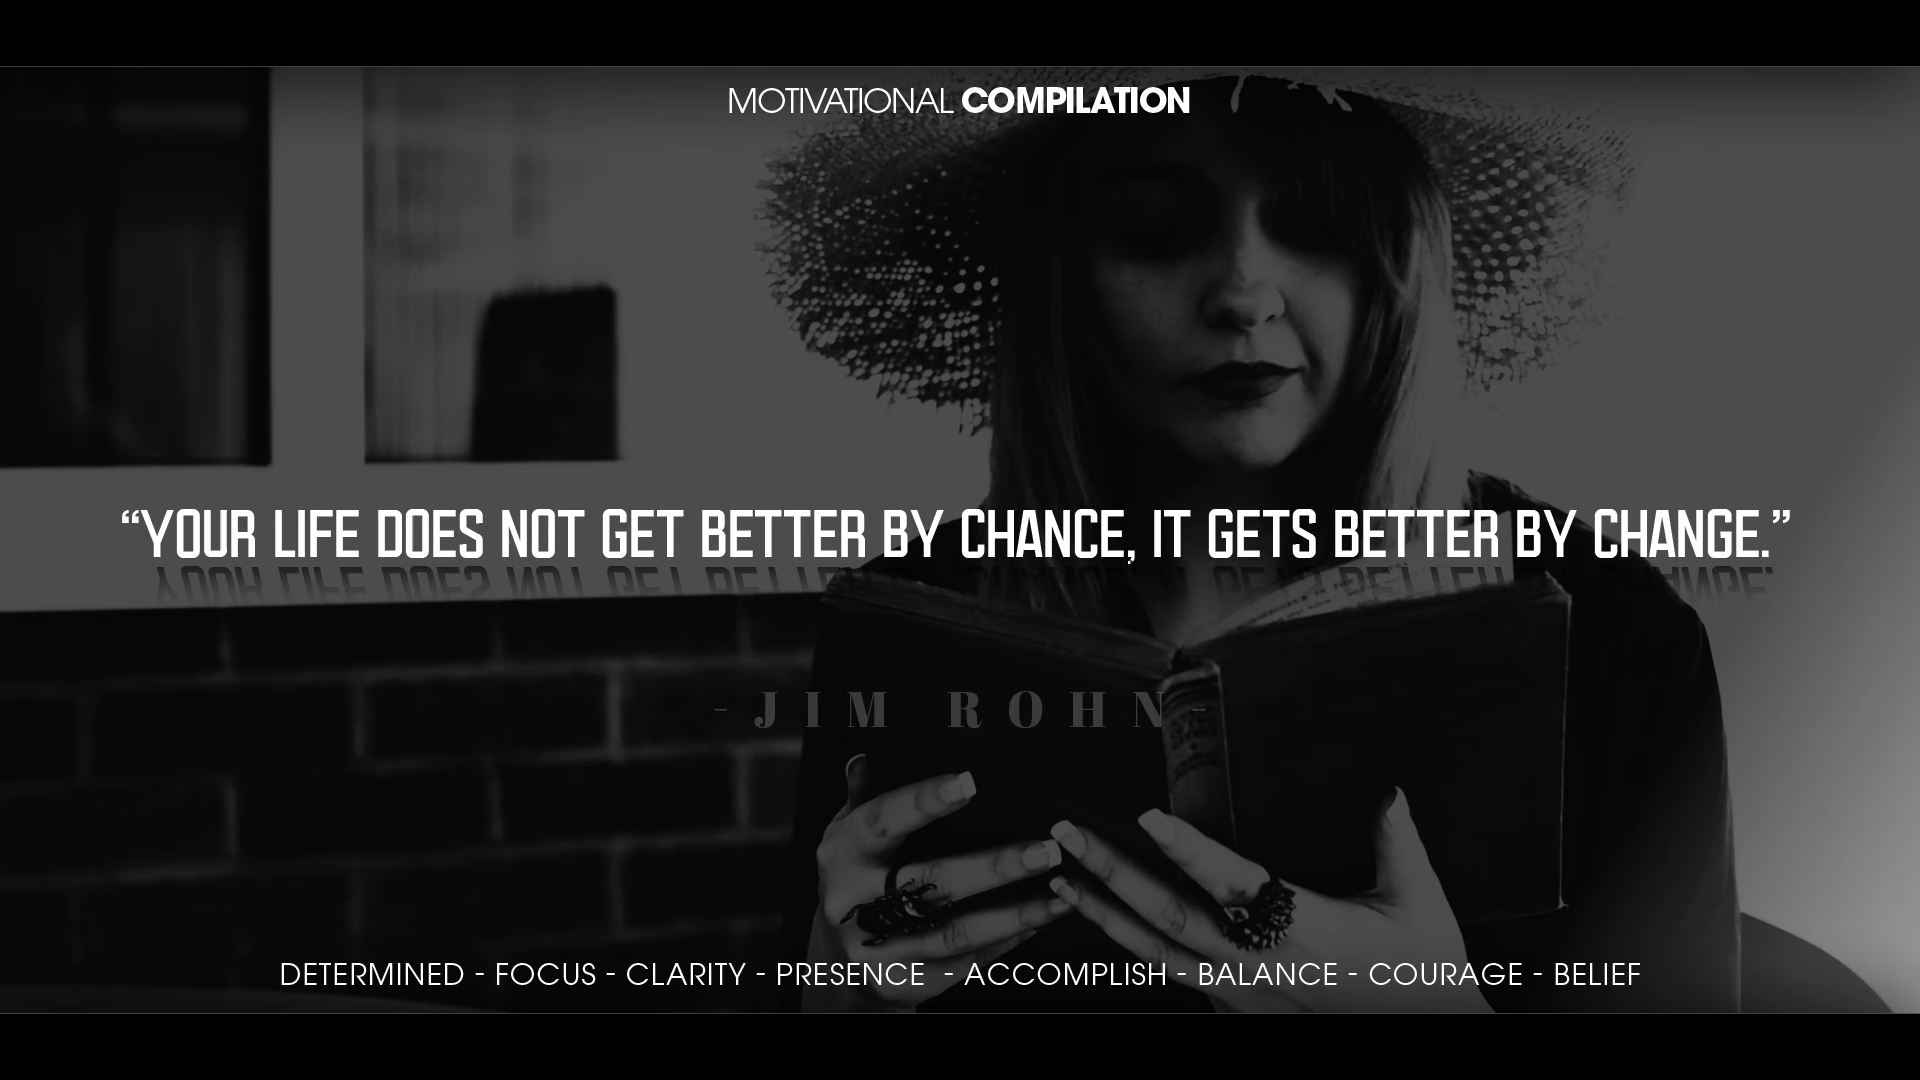 MOTIVATIONAL COMPILATION
“YOUR LIFE DOES NOT GET BETTER BY CHANCE, IT GETS BETTER BY CHANGE.”
- JIM ROHN -
DETERMINED - FOCUS - CLARITY - PRESENCE - ACCOMPLISH - BALANCE - COURAGE - BELIEF